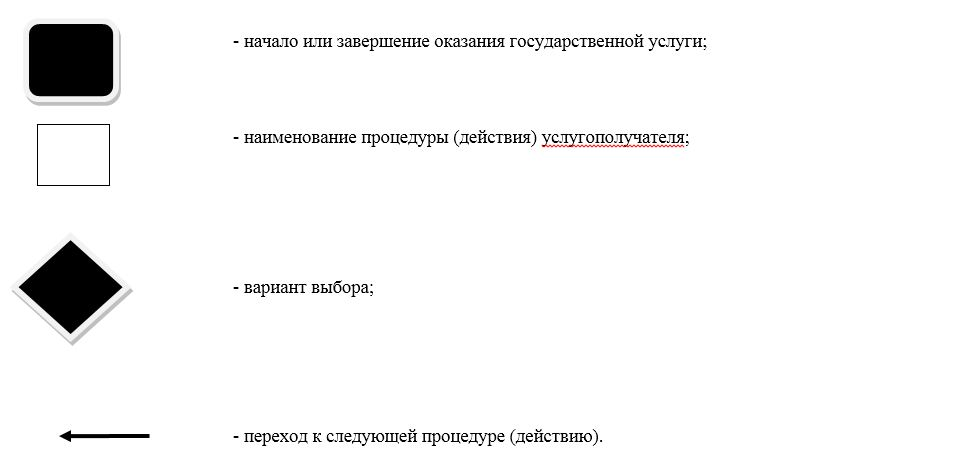 - начало или завершение оказания государственной услуги;
- наименование процедуры (действия) услугополучателя;
- вариант выбора;
- переход к следующей процедуре (действию).